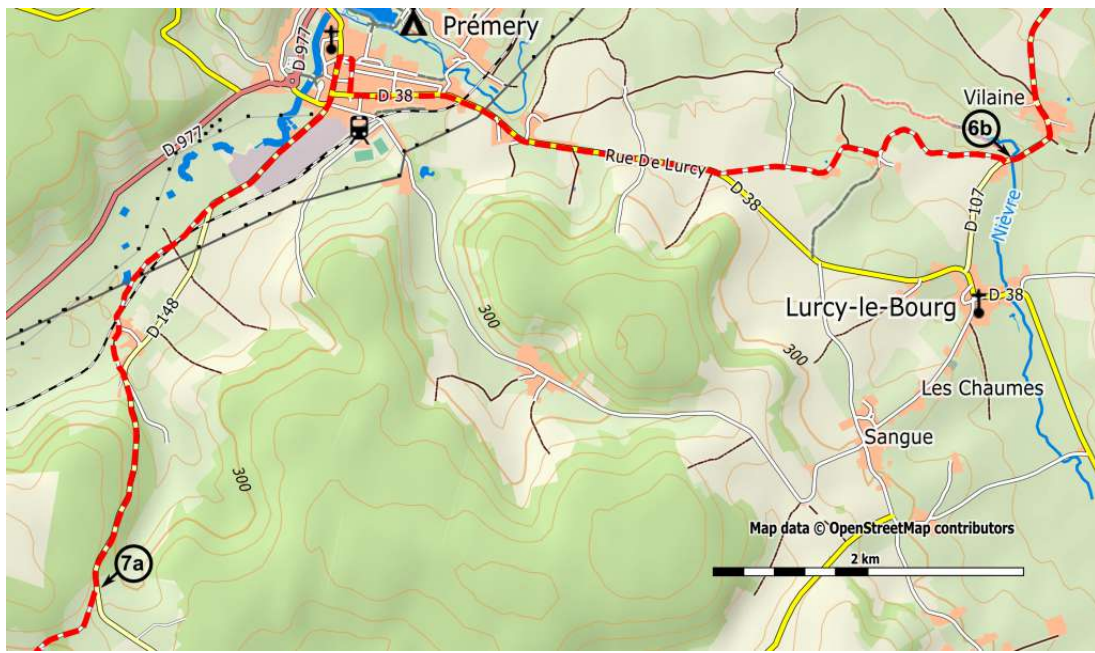 Prémery
D 977
D 38
Vilaine
6b
D 977
Rue De Lurcy
D 38
D 107
Nièvre
D 148
300
Lurcy-le-Bourg
D 38
300
Les Chaumes
Sangue
300
Map data © OpenStreetMap contributors
2 km
7a